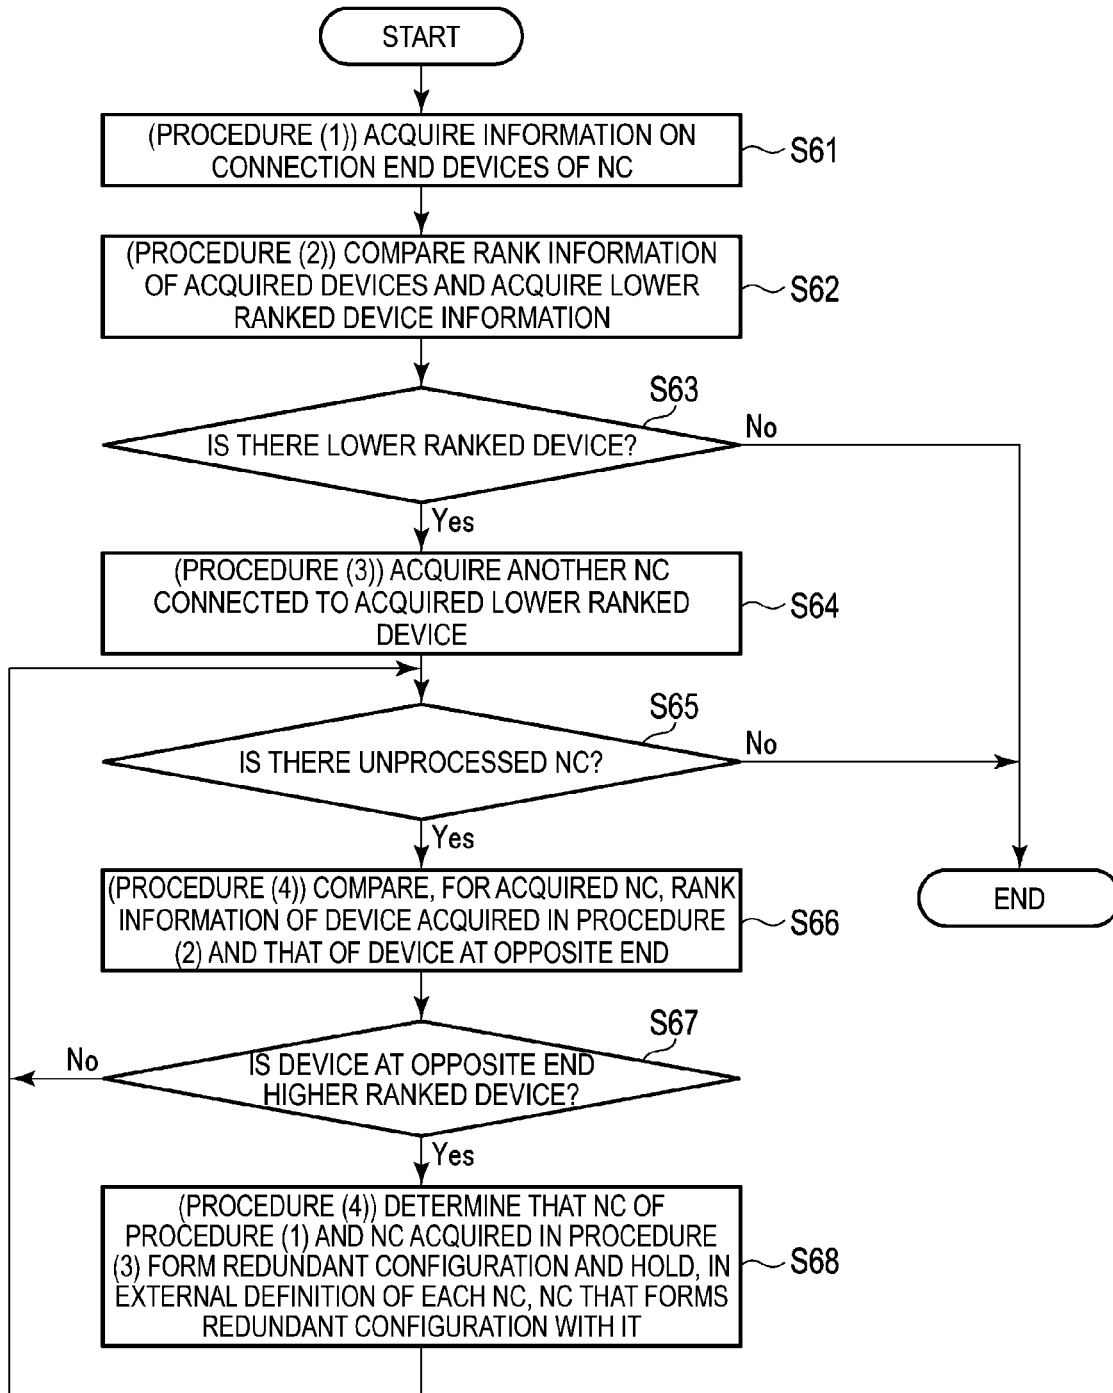 START
(PROCEDURE (1)) ACQUIRE INFORMATION ON
CONNECTION END DEVICES OF NC
S61
(PROCEDURE (2)) COMPARE RANK INFORMATION
OF ACQUIRED DEVICES AND ACQUIRE LOWER
RANKED DEVICE INFORMATION
S62
S63
IS THERE LOWER RANKED DEVICE?
No
Yes
(PROCEDURE (3)) ACQUIRE ANOTHER NC
CONNECTED TO ACQUIRED LOWER RANKED
DEVICE
S64
S65
IS THERE UNPROCESSED NC?
No
Yes
(PROCEDURE (4)) COMPARE, FOR ACQUIRED NC, RANK
INFORMATION OF DEVICE ACQUIRED IN PROCEDURE
(2) AND THAT OF DEVICE AT OPPOSITE END
S66
END
S67
No
IS DEVICE AT OPPOSITE END
HIGHER RANKED DEVICE?
Yes
(PROCEDURE (4)) DETERMINE THAT NC OF
PROCEDURE (1) AND NC ACQUIRED IN PROCEDURE
(3) FORM REDUNDANT CONFIGURATION AND HOLD, IN
EXTERNAL DEFINITION OF EACH NC, NC THAT FORMS
REDUNDANT CONFIGURATION WITH IT
S68